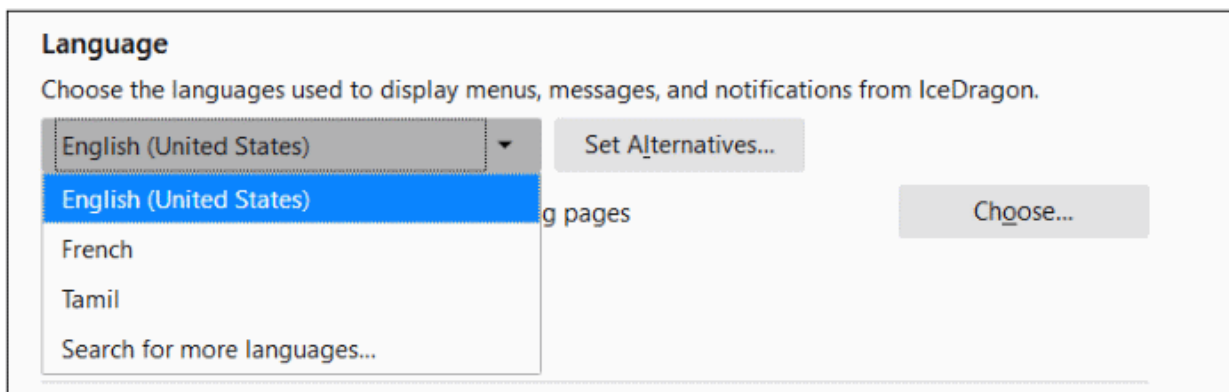 Language
Choose the languages used to display menus, messages, and notifications from IceDragon.
English (United States) Set Alternatives...
English (United States)
g pages Choose...
French
Tamil
Search for more languages...